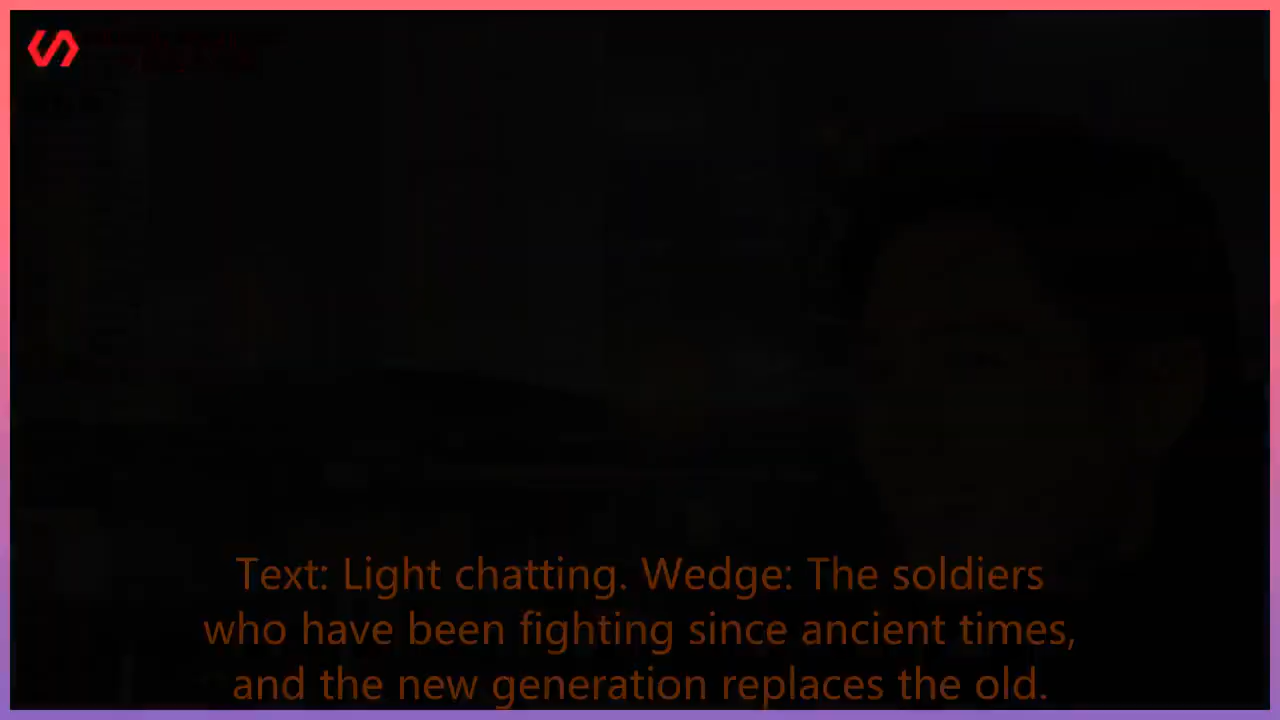 Text: Light chatting. Wedge: The soldiers
who have been fighting since ancient times,
and the new generation replaces the old.